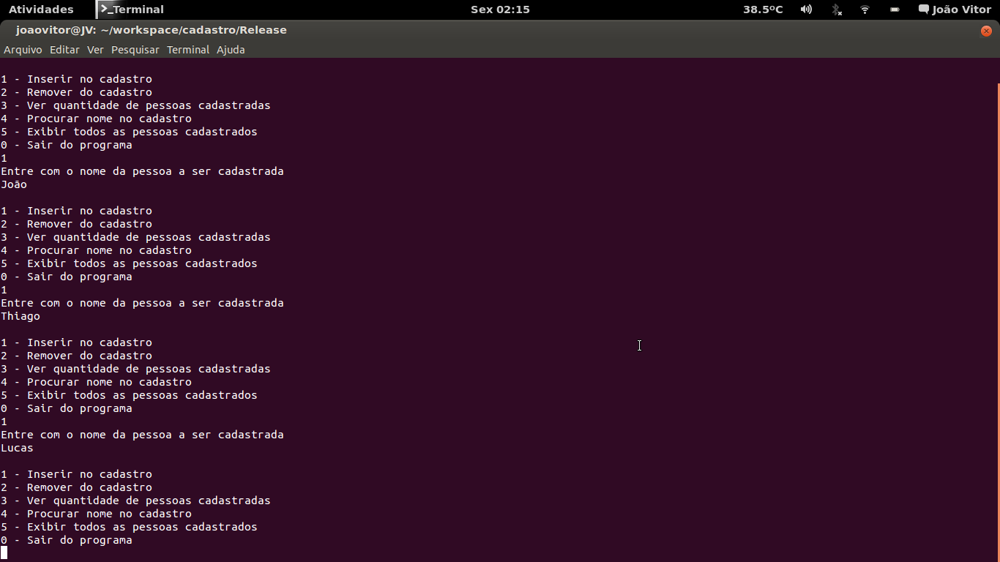 Atividades
>_Terminal
Sex 02:15
38.5ºC
João Vitor
joaovitor@JV: ~/workspace/cadastro/Release
Arquivo Editar Ver Pesquisar Terminal Ajuda
1 - Inserir no cadastro
2 - Remover do cadastro
3 - Ver quantidade de pessoas cadastradas
4 - Procurar nome no cadastro
5 - Exibir todos as pessoas cadastrados
0 - Sair do programa
1
Entre com o nome da pessoa a ser cadastrada
João
1 - Inserir no cadastro
2 - Remover do cadastro
3 - Ver quantidade de pessoas cadastradas
4 - Procurar nome no cadastro
5 - Exibir todos as pessoas cadastrados
0 - Sair do programa
1
Entre com o nome da pessoa a ser cadastrada
Thiago
1 - Inserir no cadastro
2 - Remover do cadastro
3 - Ver quantidade de pessoas cadastradas
4 - Procurar nome no cadastro
5 - Exibir todos as pessoas cadastrados
0 - Sair do programa
1
Entre com o nome da pessoa a ser cadastrada
Lucas
1 - Inserir no cadastro
2 - Remover do cadastro
3 - Ver quantidade de pessoas cadastradas
4 - Procurar nome no cadastro
5 - Exibir todos as pessoas cadastrados
0 - Sair do programa